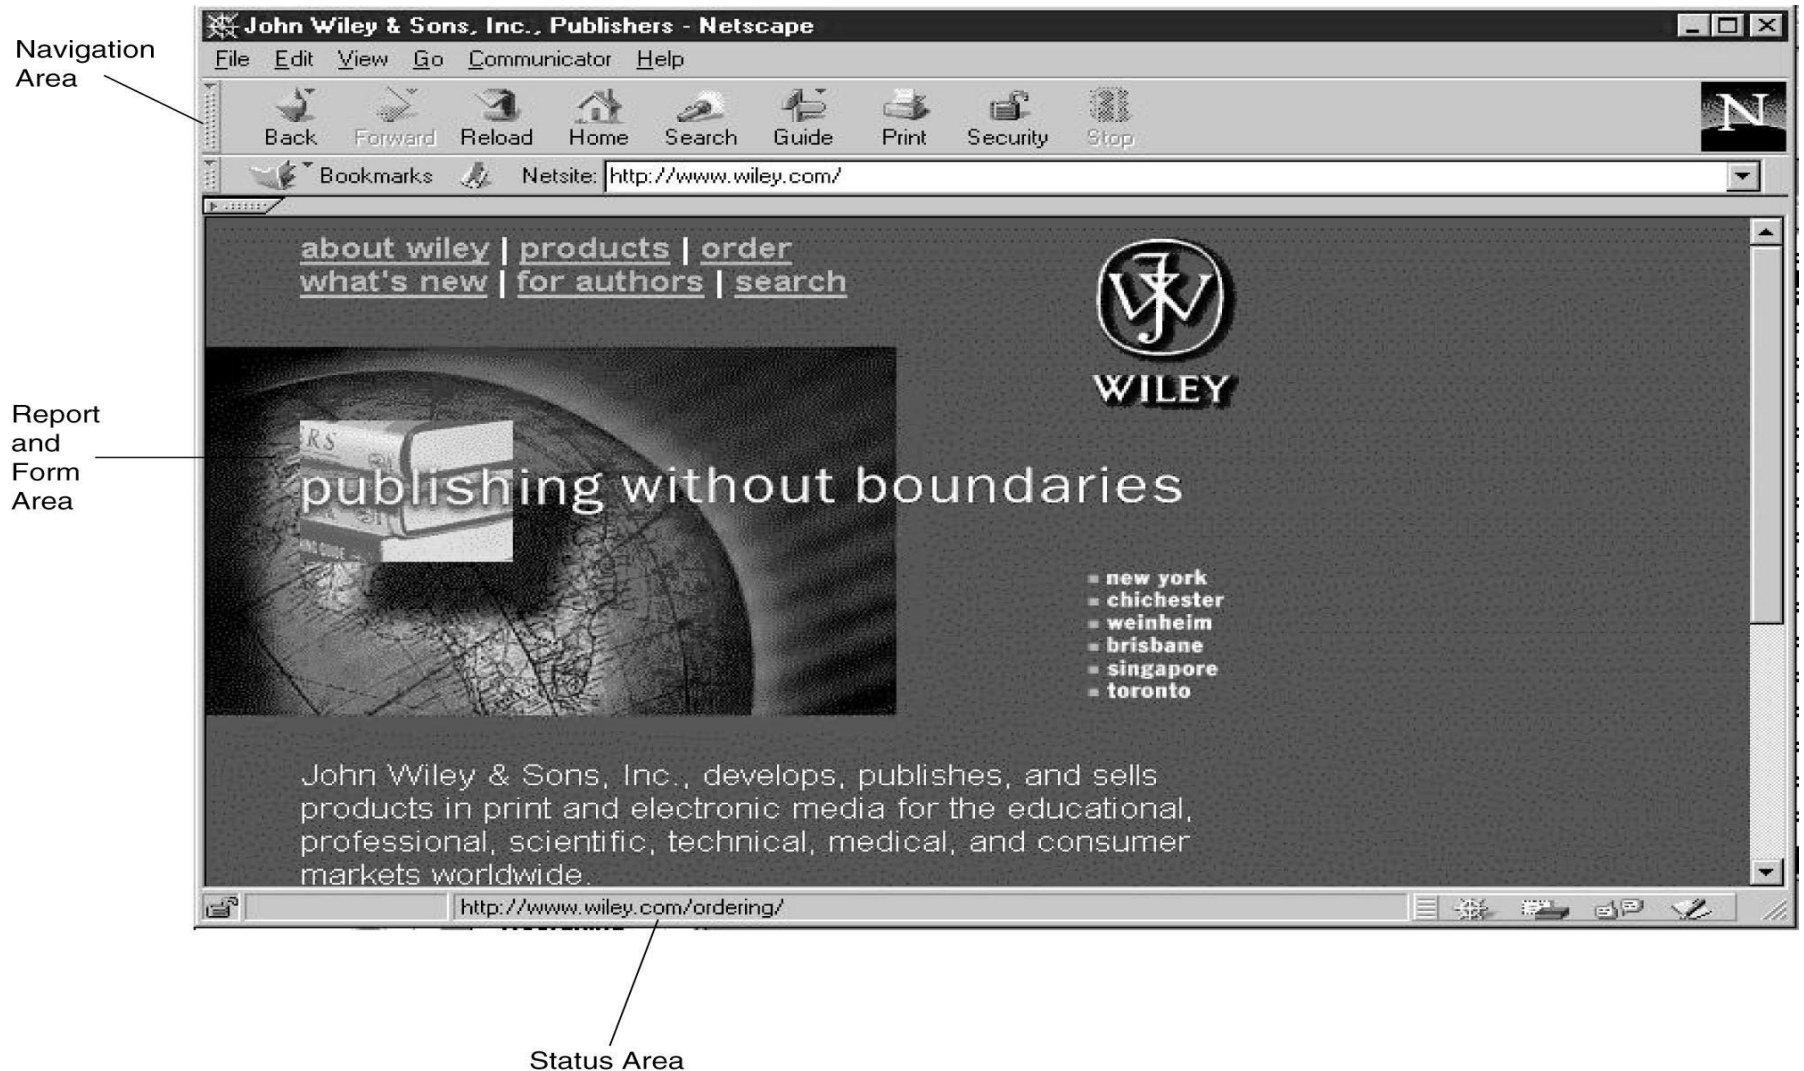 John Wiley & Sons, Inc., Publishers - Netscape
Navigation
Area
File Edit View Go Communicator Help
Back Forward Reload Home Search Guide Print Security Stop
N
Bookmarks Netsite: http://www.wiley.com/
about wiley | products | order
what's new | for authors | search
WILEY
Report
and
Form
Area
RS
publishing without boundaries
GUIDE
new york
chichester
weinheim
brisbane
singapore
toronto
John Wiley & Sons, Inc., develops, publishes, and sells
products in print and electronic media for the educational,
professional, scientific, technical, medical, and consumer
markets worldwide.
http://www.wiley.com/ordering/
Status Area